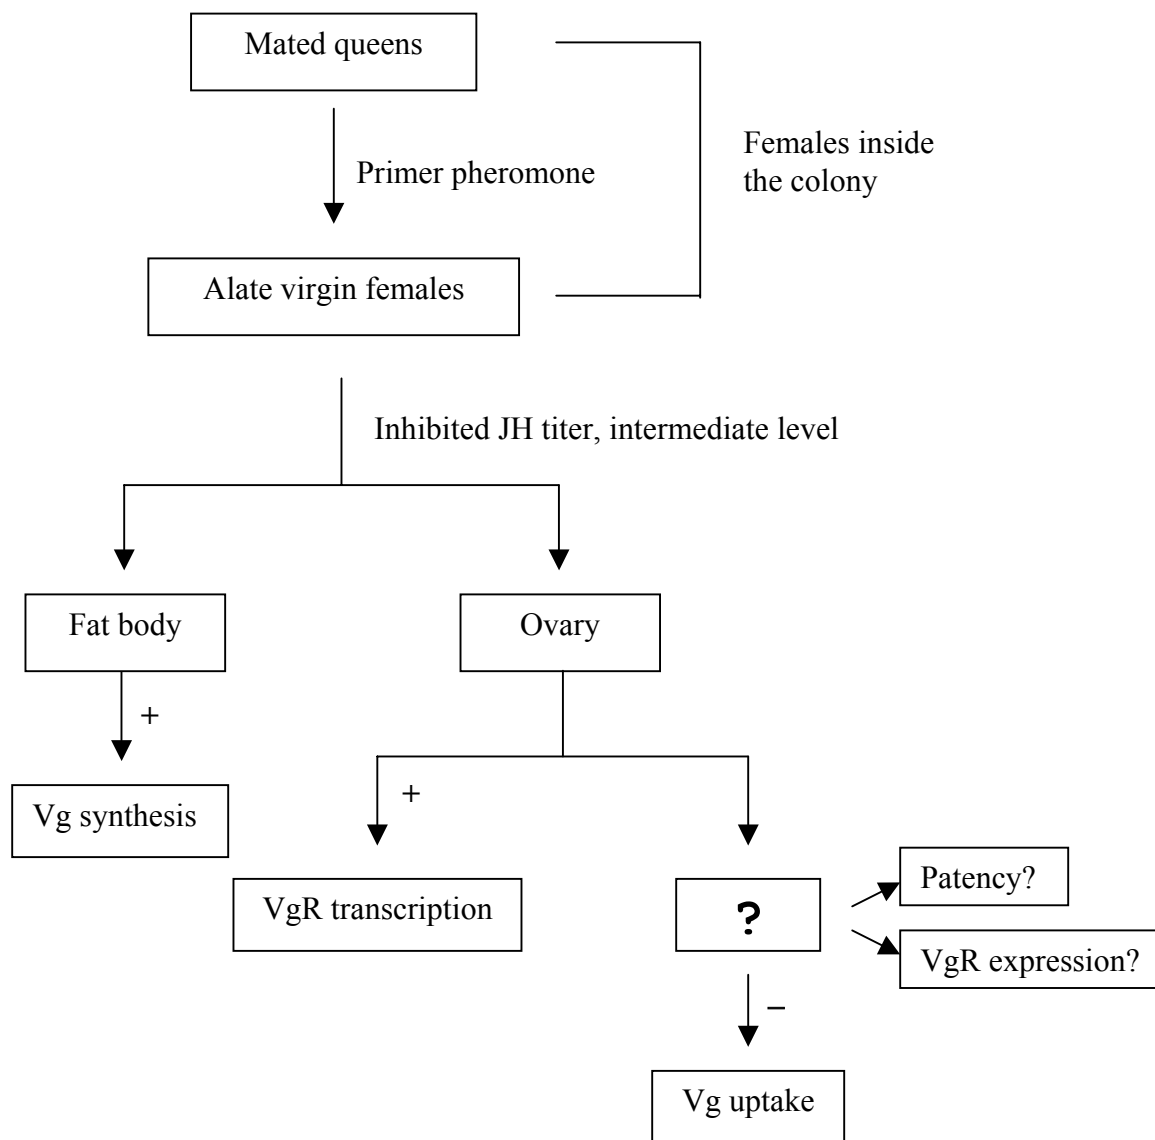 Mated queens
Primer pheromone
Females inside
the colony
Alate virgin females
Inhibited JH titer, intermediate level
Fat body
Ovary
+
Vg synthesis
+
VgR transcription
?
Patency?
VgR expression?
−
Vg uptake